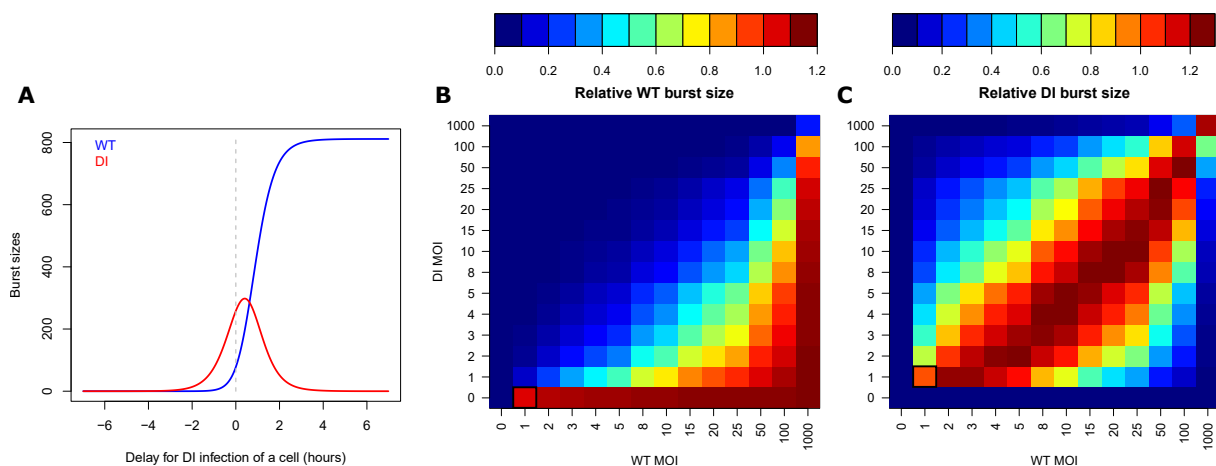 A
WT
DI
Burst sizes
800
600
400
200
0
−6 −4 −2 0 2 4 6
Delay for DI infection of a cell (hours)
0.0 0.2 0.4 0.6 0.8 1.0 1.2
Relative WT burst size
B
DI MOI
1000
100
50
25
20
15
10
8
5
4
3
2
1
0
0 1 2 3 4 5 8 10 15 20 25 50 100 1000
WT MOI
0.0 0.2 0.4 0.6 0.8 1.0 1.2
Relative DI burst size
C
1000
100
50
25
20
15
10
8
5
4
3
2
1
0
0 1 2 3 4 5 8 10 15 20 25 50 100 1000
WT MOI